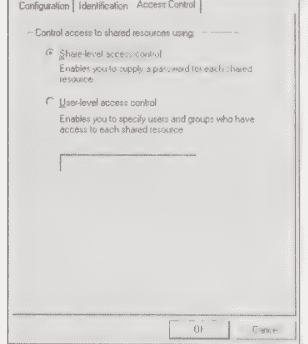 Configuration | Identification Access Control
Control access to shared resources using:
Share-level access control
Enables you to supply a password for each shared
resource
User-level access control
Enables you to specify users and groups who have
access to each shared resource
OK Cancel